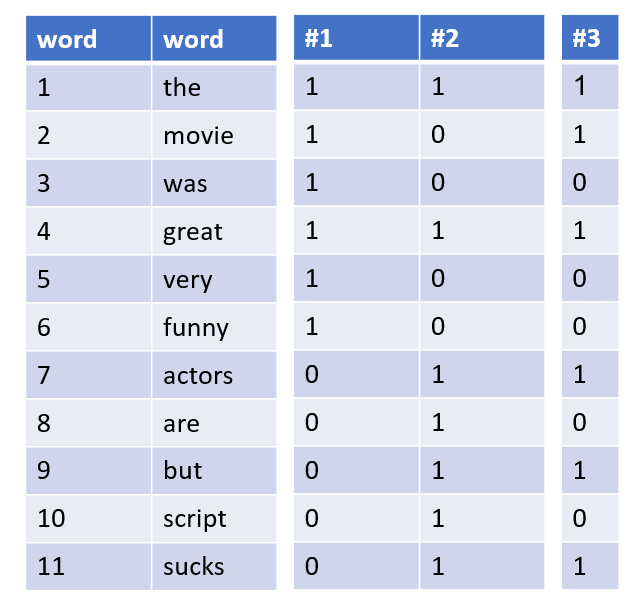 word word #1 #2 #3
1 the 1 1 1
2 movie 1 0 1
3 was 1 0 0
4 great 1 1 1
5 very 1 0 0
6 funny 1 0 0
7 actors 0 1 1
8 are 0 1 0
9 but 0 1 1
10 script 0 1 0
11 sucks 0 1 1